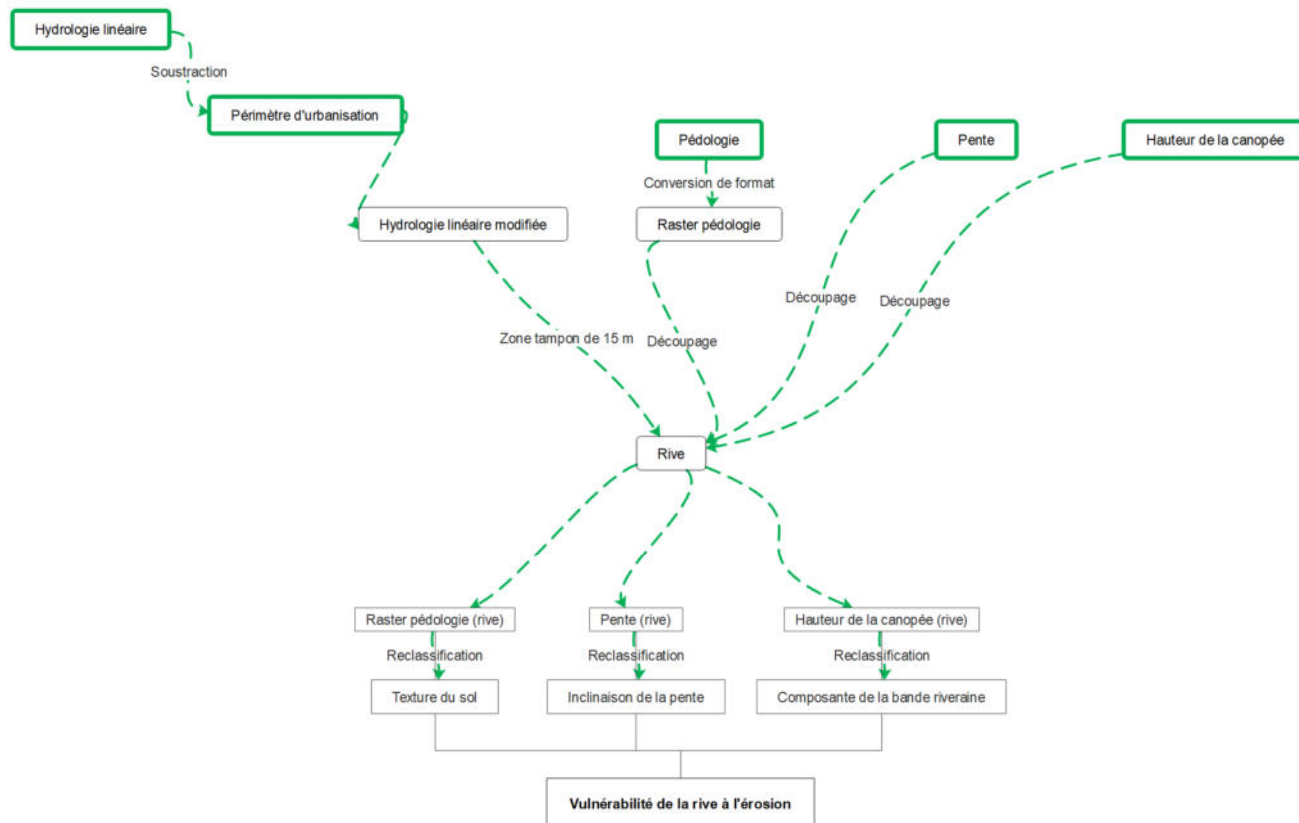 Hydrologie linéaire
Soustraction
Périmètre d'urbanisation
Pédologie
Pente
Hauteur de la canopée
Conversion de format
Hydrologie linéaire modifiée
Raster pédologie
Découpage
Découpage
Zone tampon de 15 m
Découpage
Rive
Raster pédologie (rive)
Pente (rive)
Hauteur de la canopée (rive)
Reclassification
Reclassification
Reclassification
Texture du sol
Inclinaison de la pente
Composante de la bande riveraine
Vulnérabilité de la rive à l'érosion